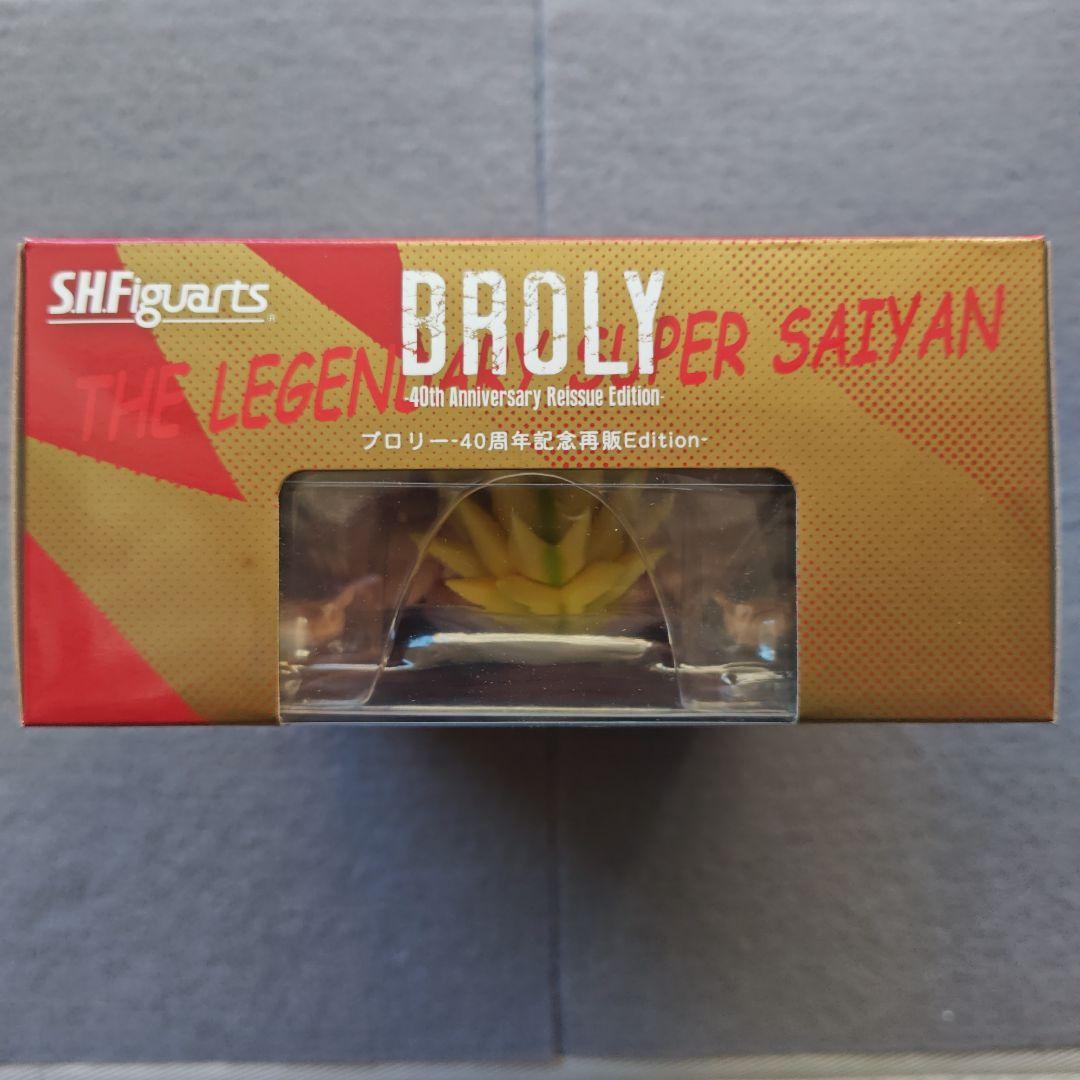 S.H.Figuarts
®
BROLY
THE LEGENDARY SUPER SAIYAN
-40th Anniversary Reissue Edition-
ブロリー-40周年記念再販Edition-